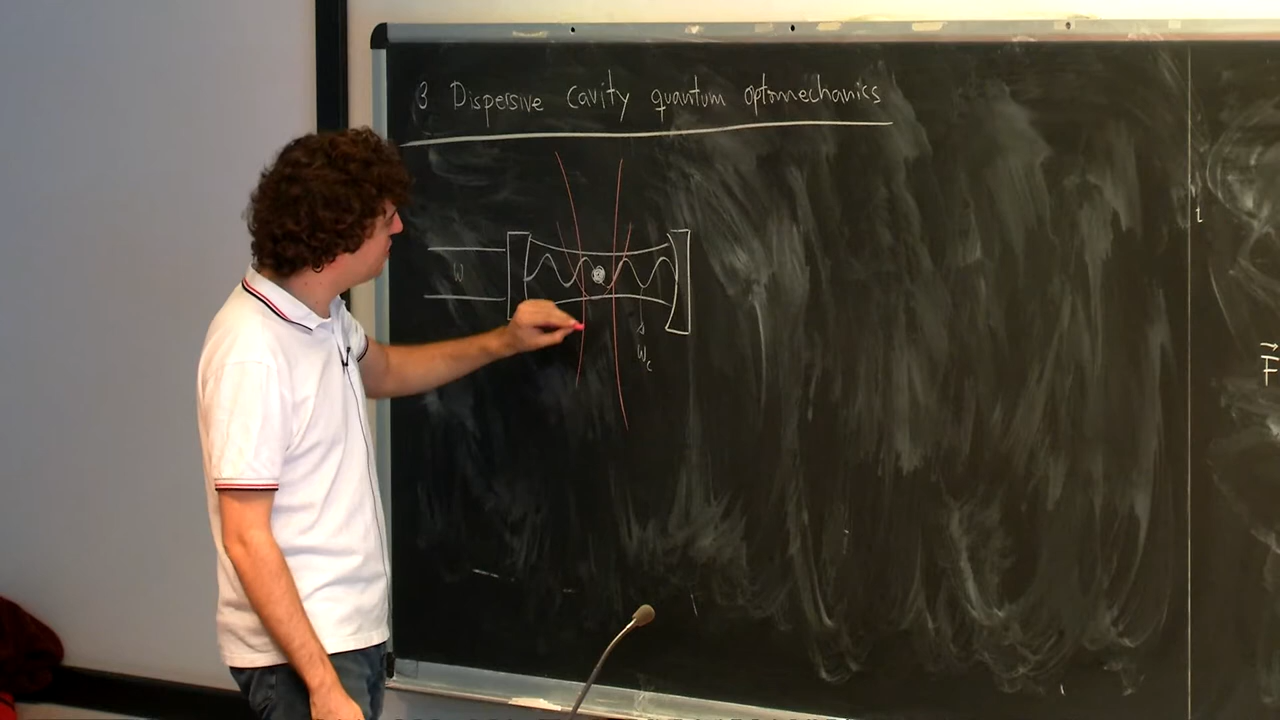 3 Dispersive cavity quantum optomechanics
ω
ω_c
F⃗